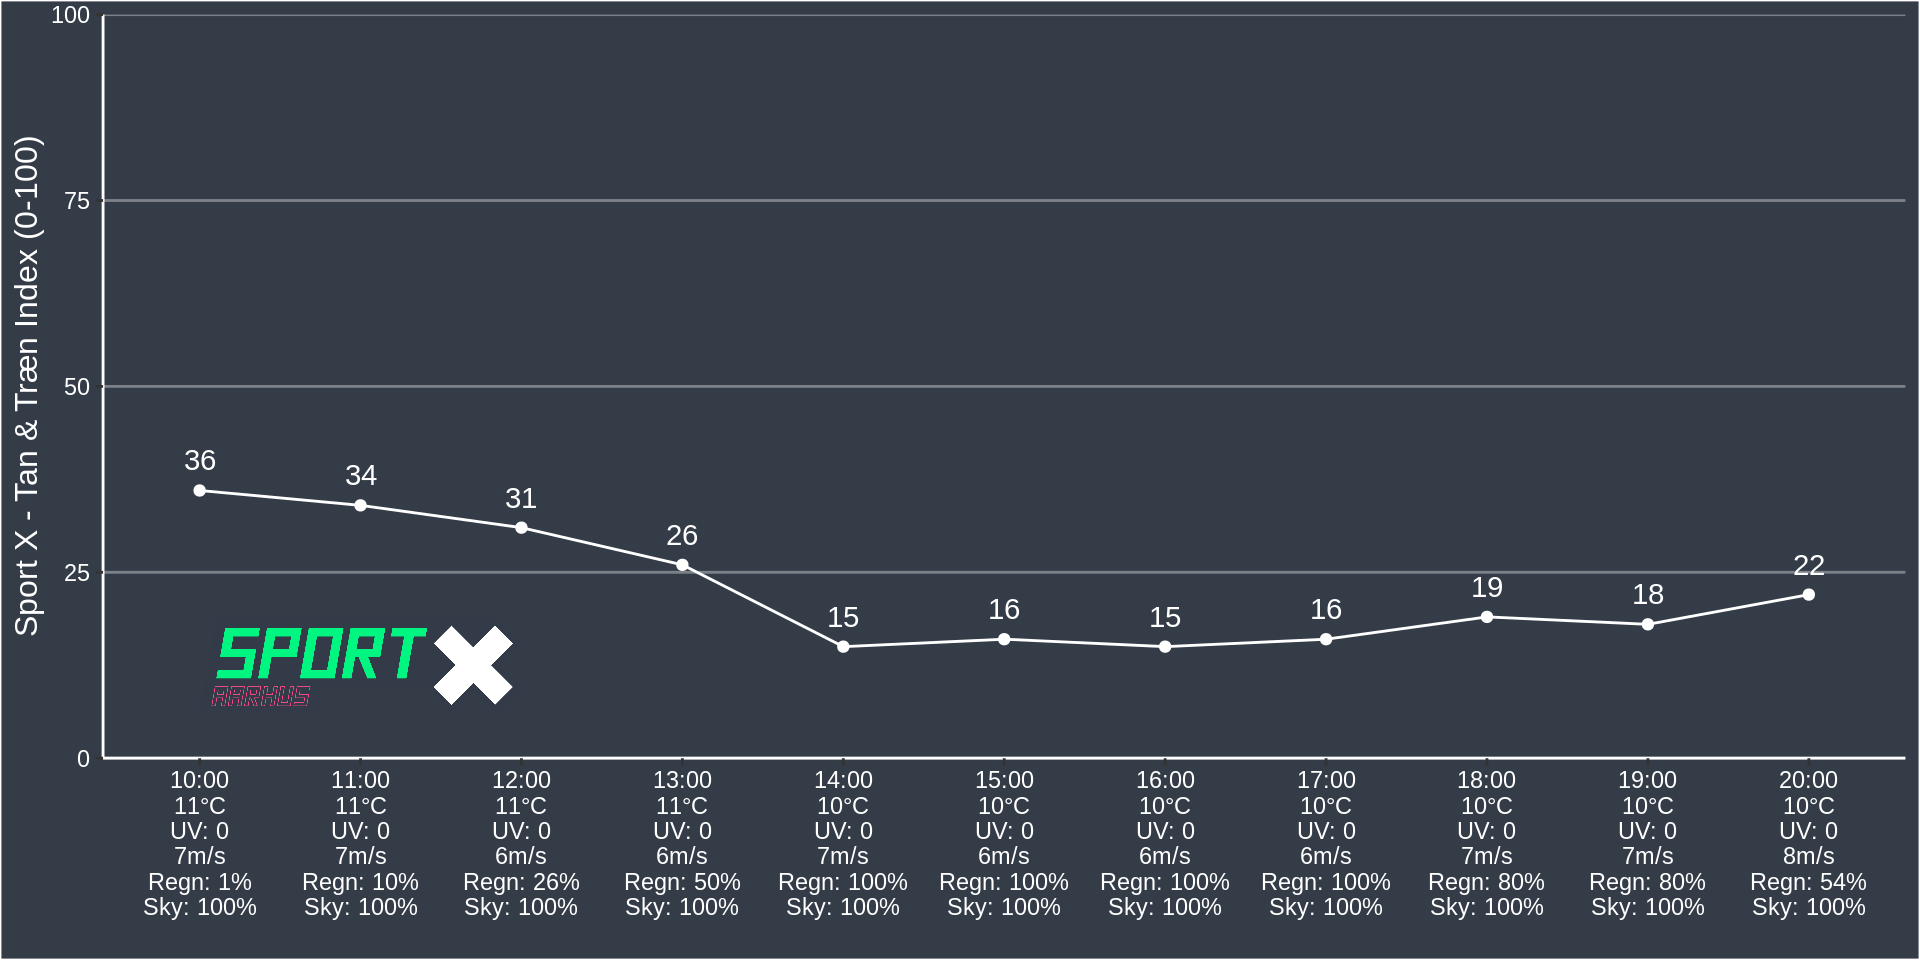 Sport X - Tan & Træn Index (0-100)
100
75
50
25
0
36
34
31
26
15
16
15
16
19
18
22
SPORT X
AARHUS
10:00 11:00 12:00 13:00 14:00 15:00 16:00 17:00 18:00 19:00 20:00
11°C 11°C 11°C 11°C 10°C 10°C 10°C 10°C 10°C 10°C 10°C
UV: 0 UV: 0 UV: 0 UV: 0 UV: 0 UV: 0 UV: 0 UV: 0 UV: 0 UV: 0 UV: 0
7m/s 7m/s 6m/s 6m/s 7m/s 6m/s 6m/s 6m/s 7m/s 7m/s 8m/s
Regn: 1% Regn: 10% Regn: 26% Regn: 50% Regn: 100% Regn: 100% Regn: 100% Regn: 100% Regn: 80% Regn: 80% Regn: 54%
Sky: 100% Sky: 100% Sky: 100% Sky: 100% Sky: 100% Sky: 100% Sky: 100% Sky: 100% Sky: 100% Sky: 100% Sky: 100%